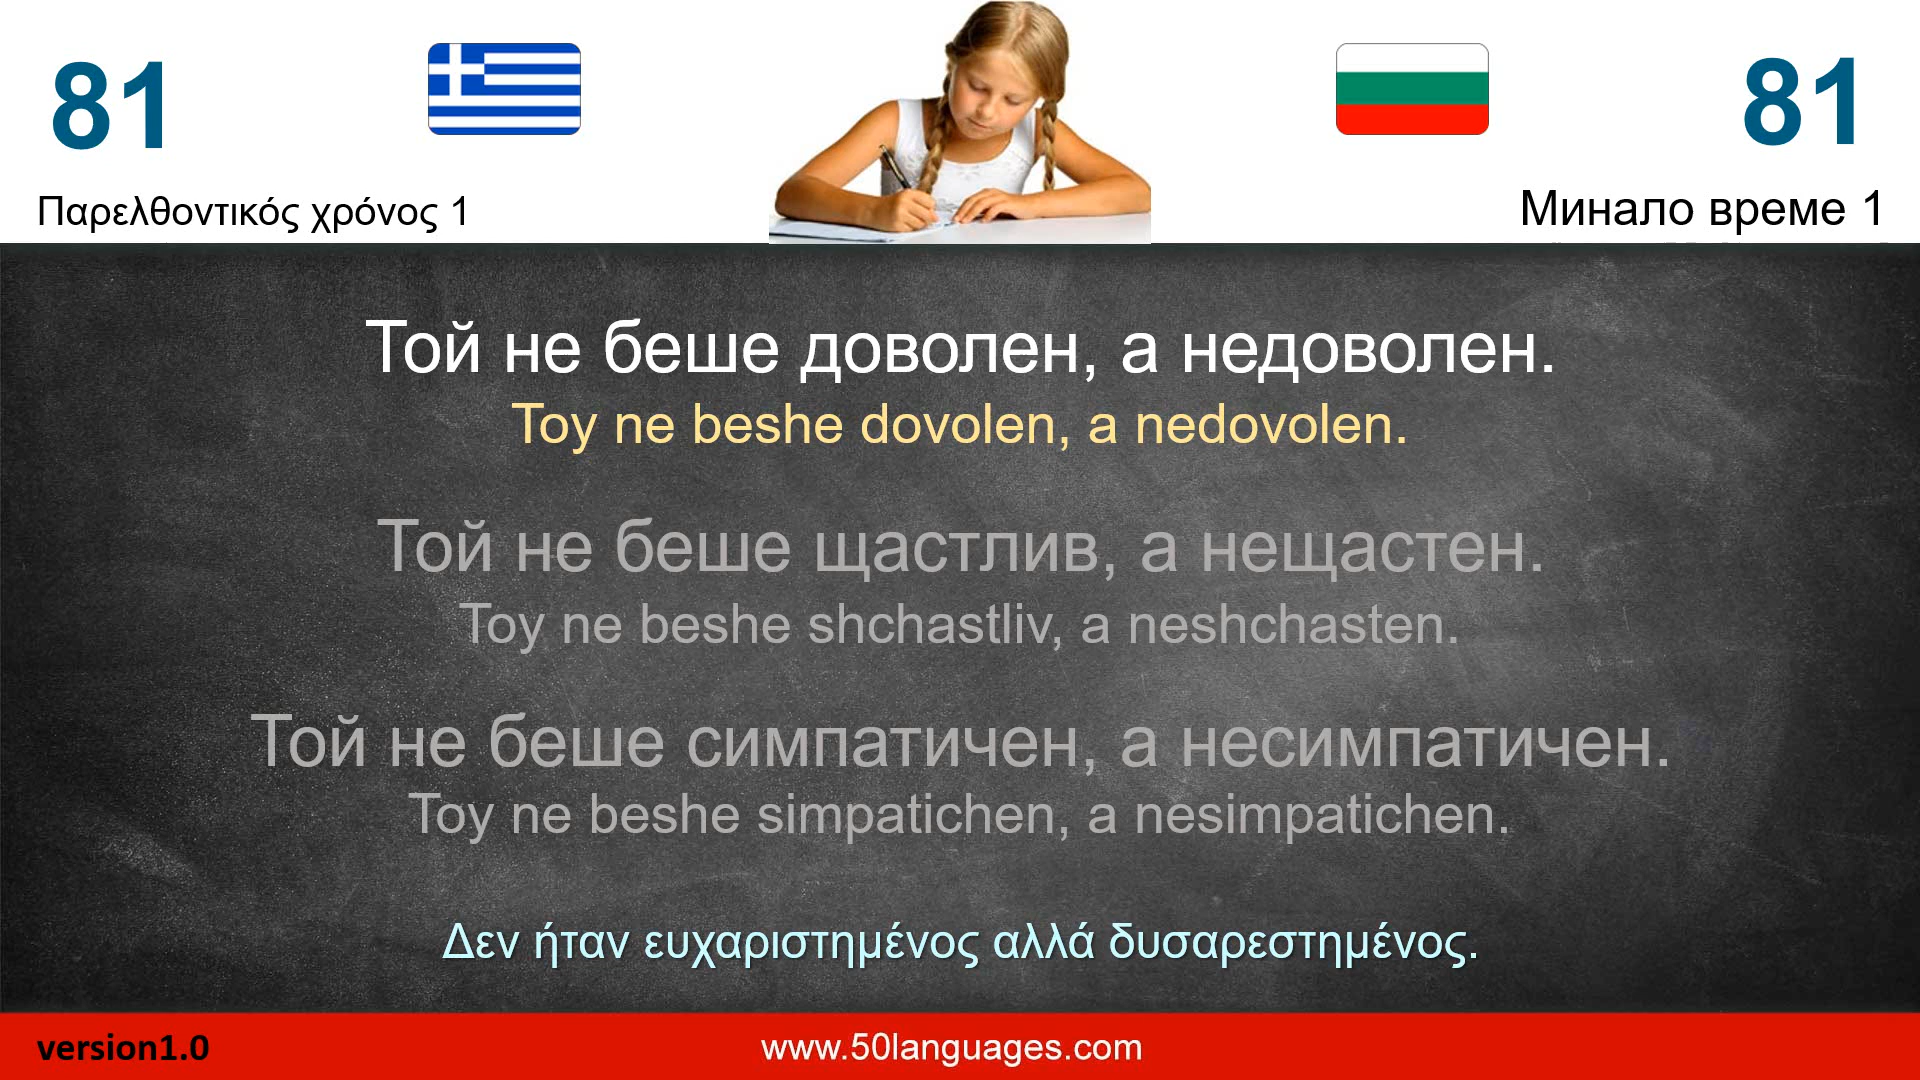 81
81
Παρελθοντικός χρόνος 1
Минало време 1
Той не беше доволен, а недоволен.
Toy ne beshe dovolen, a nedovolen.
Той не беше щастлив, а нещастен.
Toy ne beshe shchastliv, a neshchasten.
Той не беше симпатичен, а несимпатичен.
Toy ne beshe simpatichen, a nesimpatichen.
Δεν ήταν ευχαριστημένος αλλά δυσαρεστημένος.
version1.0
www.50languages.com